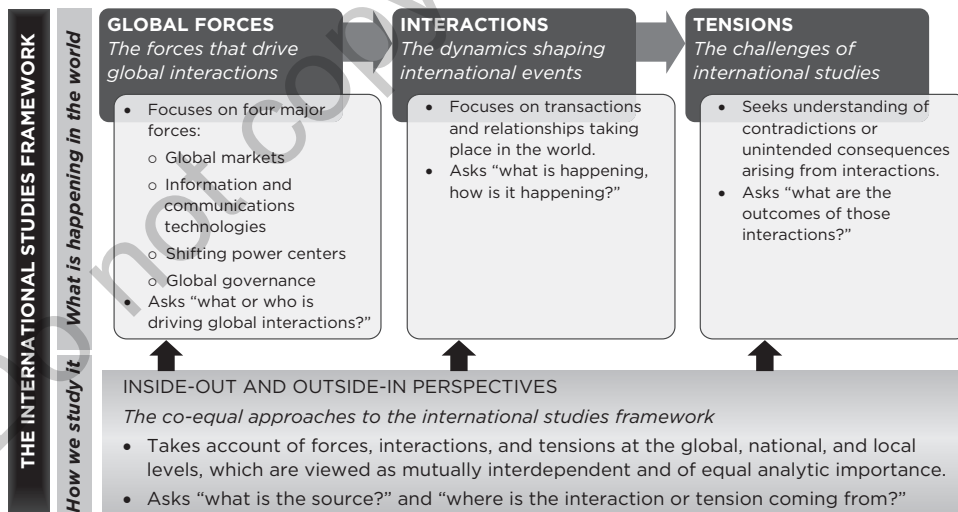 THE INTERNATIONAL STUDIES FRAMEWORK
What is happening in the world
GLOBAL FORCES
The forces that drive
global interactions
• Focuses on four major
forces:
o Global markets
o Information and
communications
technologies
o Shifting power centers
o Global governance
• Asks “what or who is
driving global interactions?”
INTERACTIONS
The dynamics shaping
international events
• Focuses on transactions
and relationships taking
place in the world.
• Asks “what is happening,
how is it happening?”
TENSIONS
The challenges of
international studies
• Seeks understanding of
contradictions or
unintended consequences
arising from interactions.
• Asks “what are the
outcomes of those
interactions?”
How we study it
INSIDE-OUT AND OUTSIDE-IN PERSPECTIVES
The co-equal approaches to the international studies framework
• Takes account of forces, interactions, and tensions at the global, national, and local
levels, which are viewed as mutually interdependent and of equal analytic importance.
• Asks “what is the source?” and “where is the interaction or tension coming from?”
Do not copy